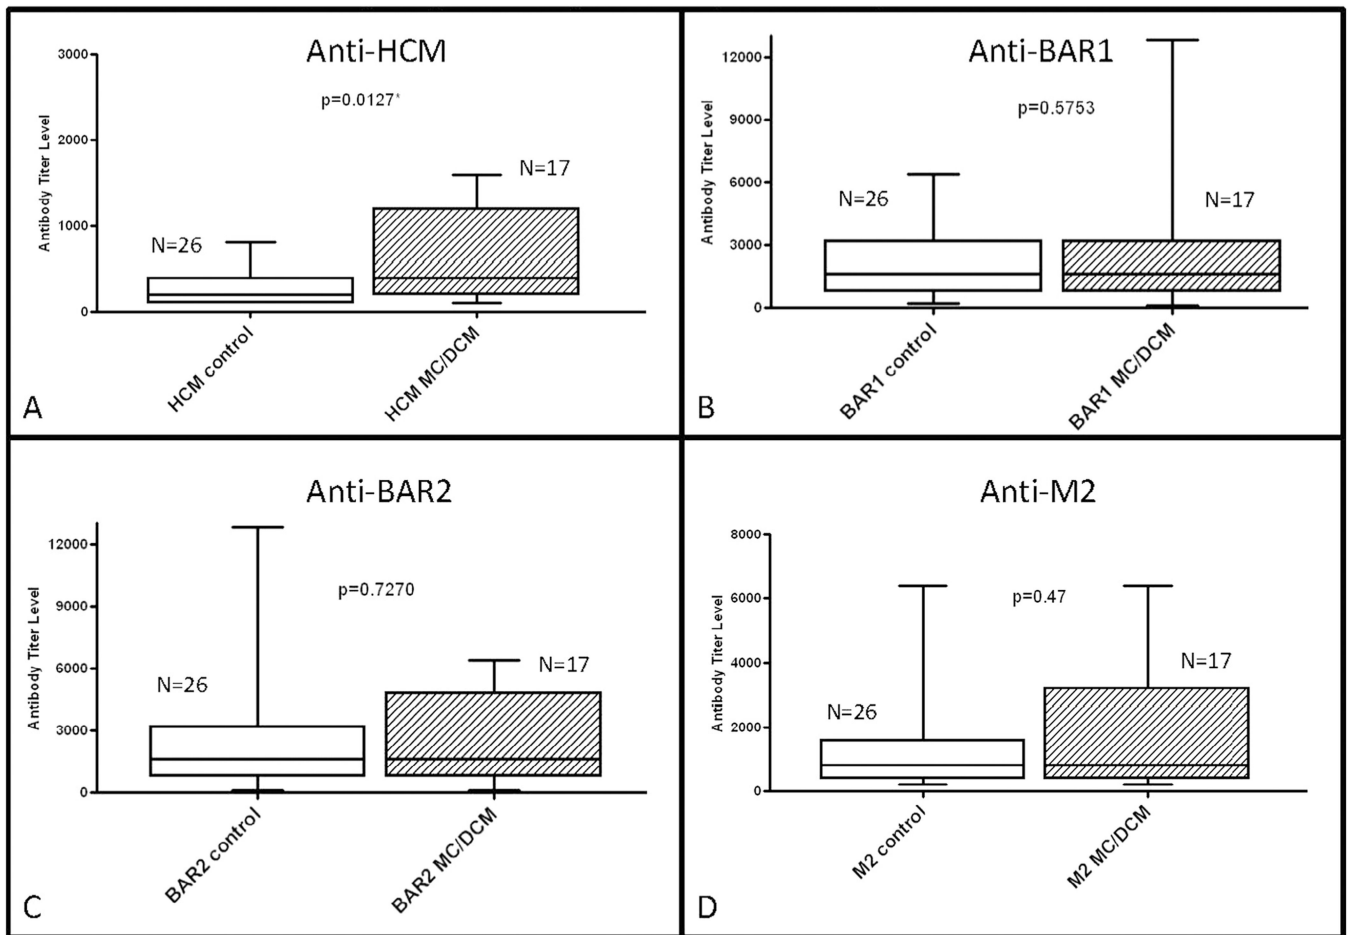 Anti-HCM
p=0.0127*
Antibody Titer Level
3000
2000
1000
0
N=26
N=17
HCM control
HCM MC/DCM
A
Anti-BAR1
p=0.5753
Antibody Titer Level
12000
9000
6000
3000
0
N=26
N=17
BAR1 control
BAR1 MC/DCM
B
Anti-BAR2
p=0.7270
Antibody Titer Level
12000
9000
6000
3000
0
N=26
N=17
BAR2 control
BAR2 MC/DCM
C
Anti-M2
p=0.47
Antibody Titer Level
8000
6000
4000
2000
0
N=26
N=17
M2 control
M2 MC/DCM
D